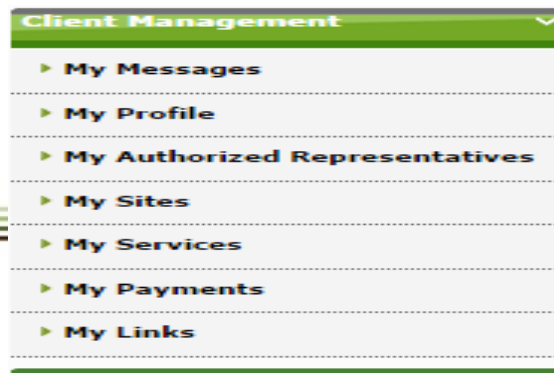 Client Management
My Messages
My Profile
My Authorized Representatives
My Sites
My Services
My Payments
My Links